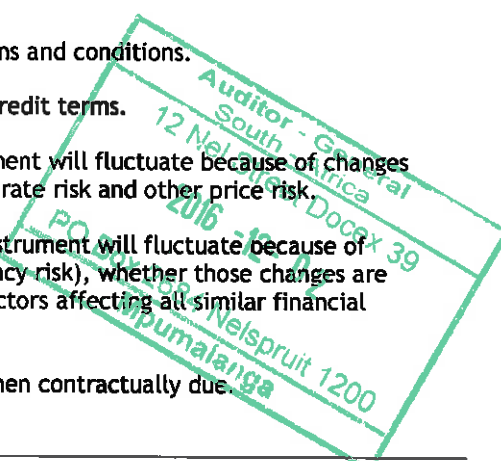 ns and conditions.
redit terms.
nent will fluctuate because of changes
rate risk and other price risk.
strument will fluctuate because of
ncy risk), whether those changes are
ctors affecting all similar financial
hen contractually due.
Auditor - General
South Africa
12 Nel Street Docex 39
2016 -12- 02
PO Box 2684 Nelspruit 1200
Mpumalanga